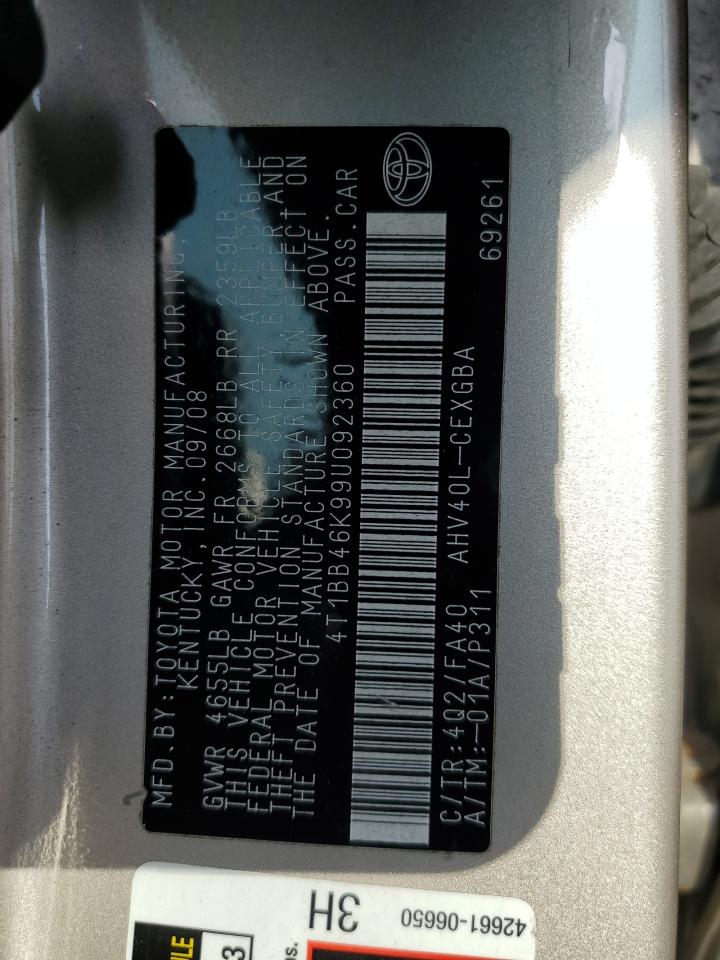 MFD.BY:TOYOTA MOTOR MANUFACTURING,
KENTUCKY,INC.09/08
GVWR 4655LB GAWR FR 2668LB RR 2359LB
THIS VEHICLE CONFORMS TO ALL APPLICABLE
FEDERAL MOTOR VEHICLE SAFETY BUMPER AND
THEFT PREVENTION STANDARDS IN EFFECT ON
THE DATE OF MANUFACTURE SHOWN ABOVE.
4T1BB46K99U092360 PASS.CAR
C/TR:4Q2/FA40 AHV40L-CEXGBA
A/TM:-01A/P311 69261
3H 42661-06650
3